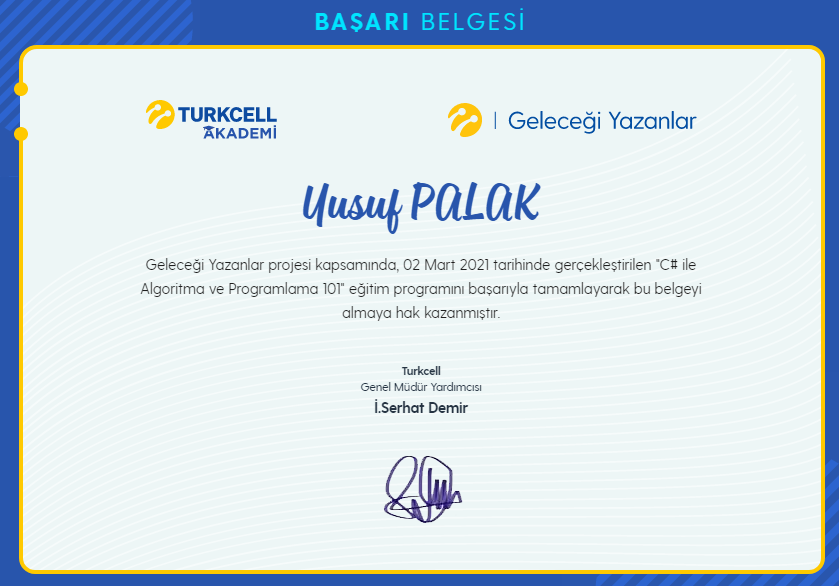 BAŞARI BELGESİ
TURKCELL
AKADEMİ
Geleceği Yazanlar
Yusuf PALAK
Geleceği Yazanlar projesi kapsamında, 02 Mart 2021 tarihinde gerçekleştirilen "C# ile
Algoritma ve Programlama 101" eğitim programını başarıyla tamamlayarak bu belgeyi
almaya hak kazanmıştır.
Turkcell
Genel Müdür Yardımcısı
İ.Serhat Demir